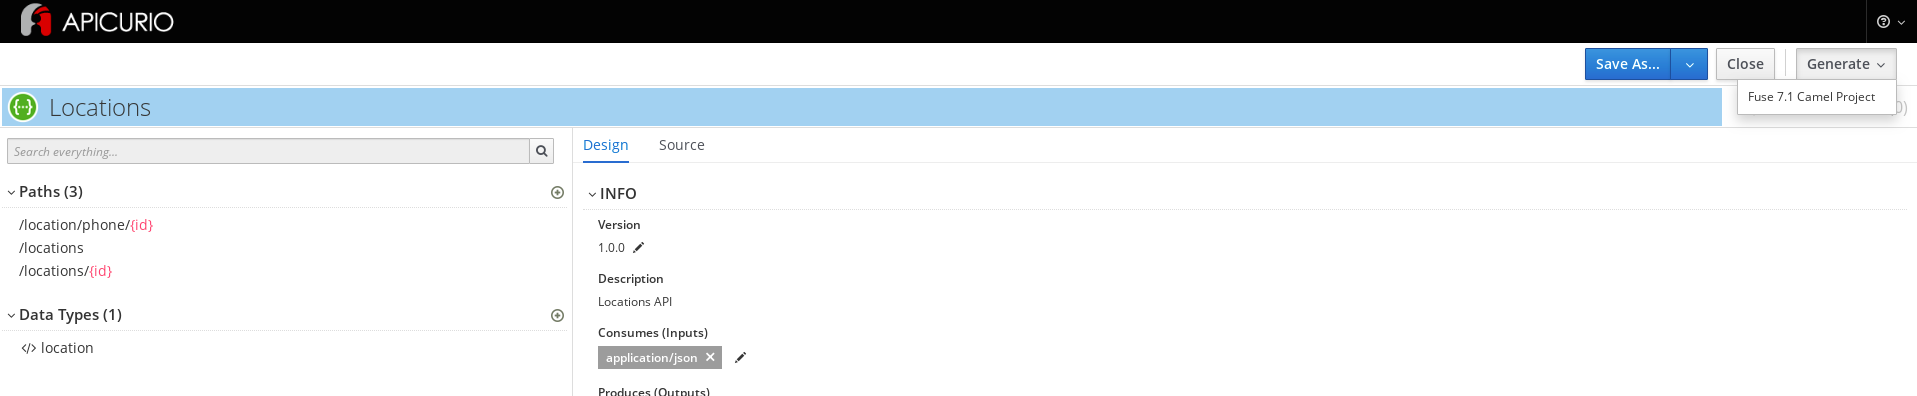 APICURIO
Save As... Close Generate
Fuse 7.1 Camel Project
Locations 0)
Search everything...
Design Source
Paths (3)
/location/phone/{id}
/locations
/locations/{id}
Data Types (1)
</> location
INFO
Version
1.0.0
Description
Locations API
Consumes (Inputs)
application/json
Produces (Outputs)